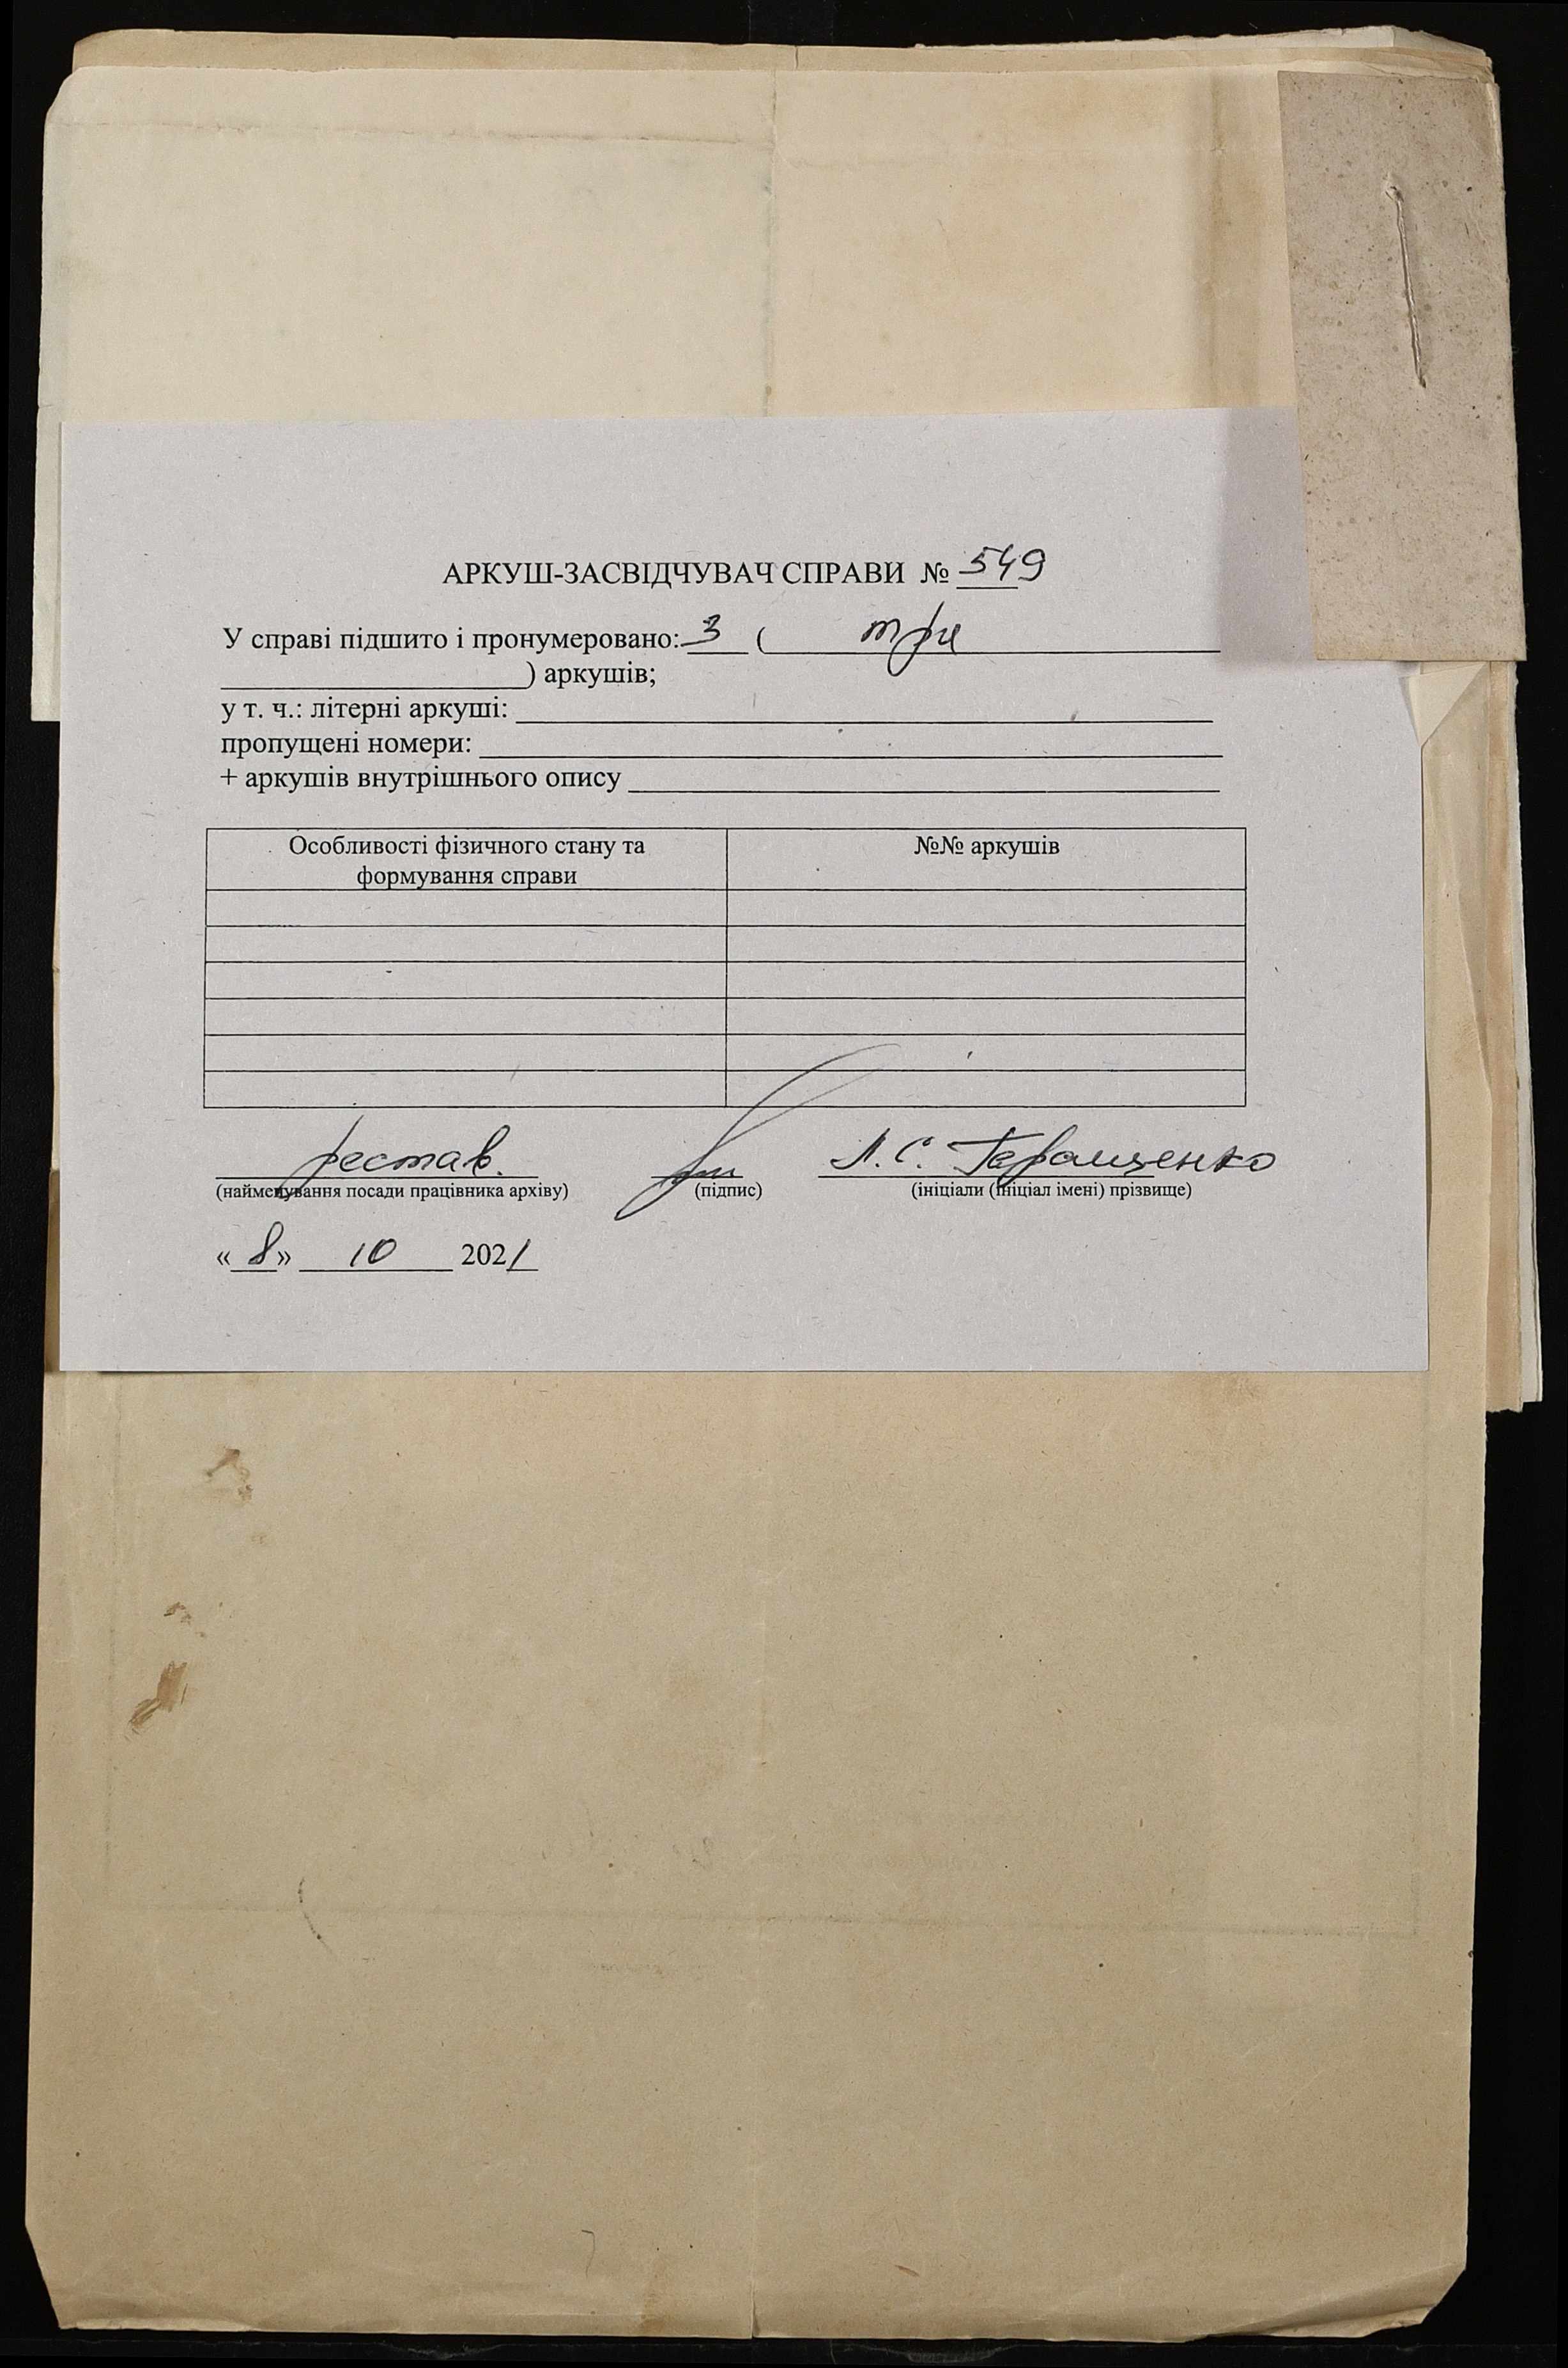 АРКУШ-ЗАСВІДЧУВАЧ СПРАВИ № 549
У справі підшито і пронумеровано: 3 ( три
) аркушів;
у т. ч.: літерні аркуші:
пропущені номери:
+ аркушів внутрішнього опису
Особливості фізичного стану та
формування справи
№№ аркушів
рестав. Л.С. Геращенко
(найменування посади працівника архіву) (підпис) (ініціали (ініціал імені) прізвище)
«8» 10 2021